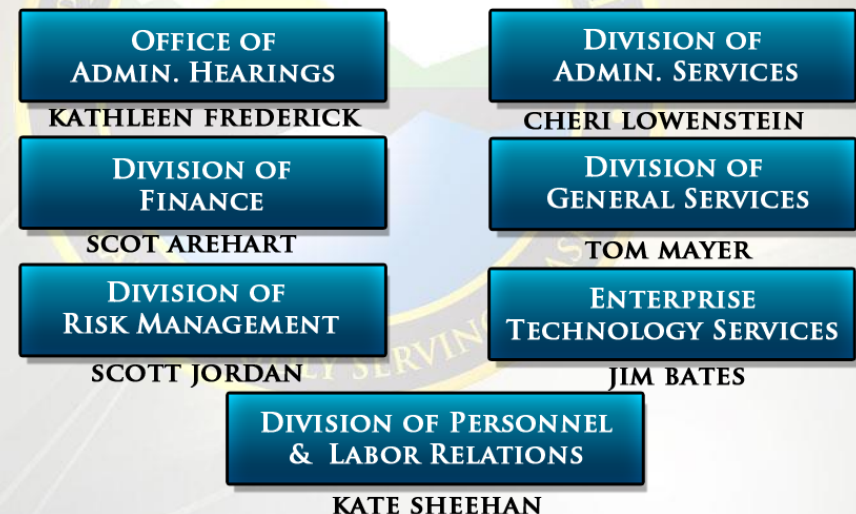 OFFICE OF
ADMIN. HEARINGS
KATHLEEN FREDERICK
DIVISION OF
ADMIN. SERVICES
CHERI LOWENSTEIN
DIVISION OF
FINANCE
SCOT AREHART
DIVISION OF
GENERAL SERVICES
TOM MAYER
DIVISION OF
RISK MANAGEMENT
SCOTT JORDAN
ENTERPRISE
TECHNOLOGY SERVICES
JIM BATES
DIVISION OF PERSONNEL
& LABOR RELATIONS
KATE SHEEHAN
SERVING